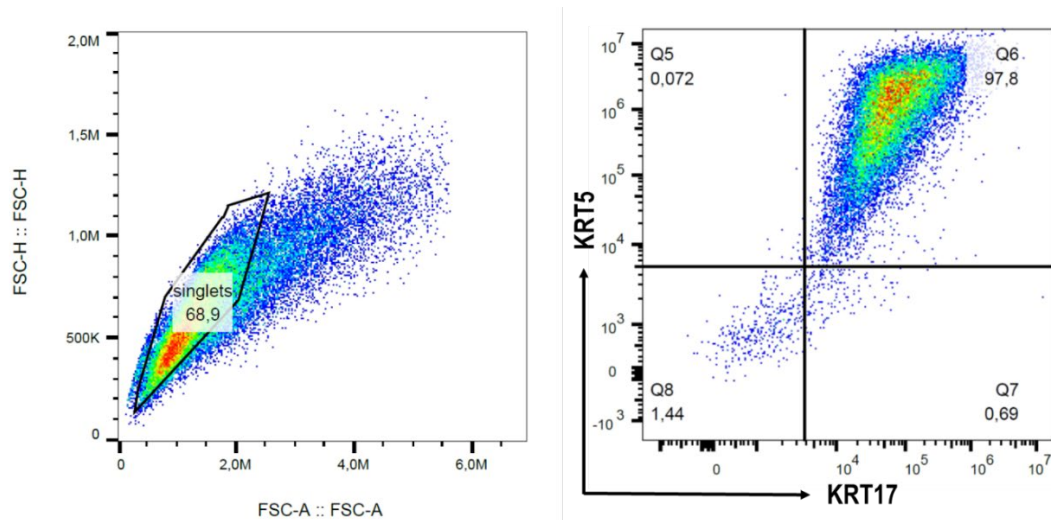 2,0M
1,5M
1,0M
500K
0
FSC-H :: FSC-H
singlets
68,9
0
2,0M
4,0M
6,0M
FSC-A :: FSC-A
10^7
10^6
10^5
10^4
10^3
0
-10^3
KRT5
Q5
0,072
Q6
97,8
Q8
1,44
Q7
0,69
0
10^4
10^5
10^6
10^7
KRT17